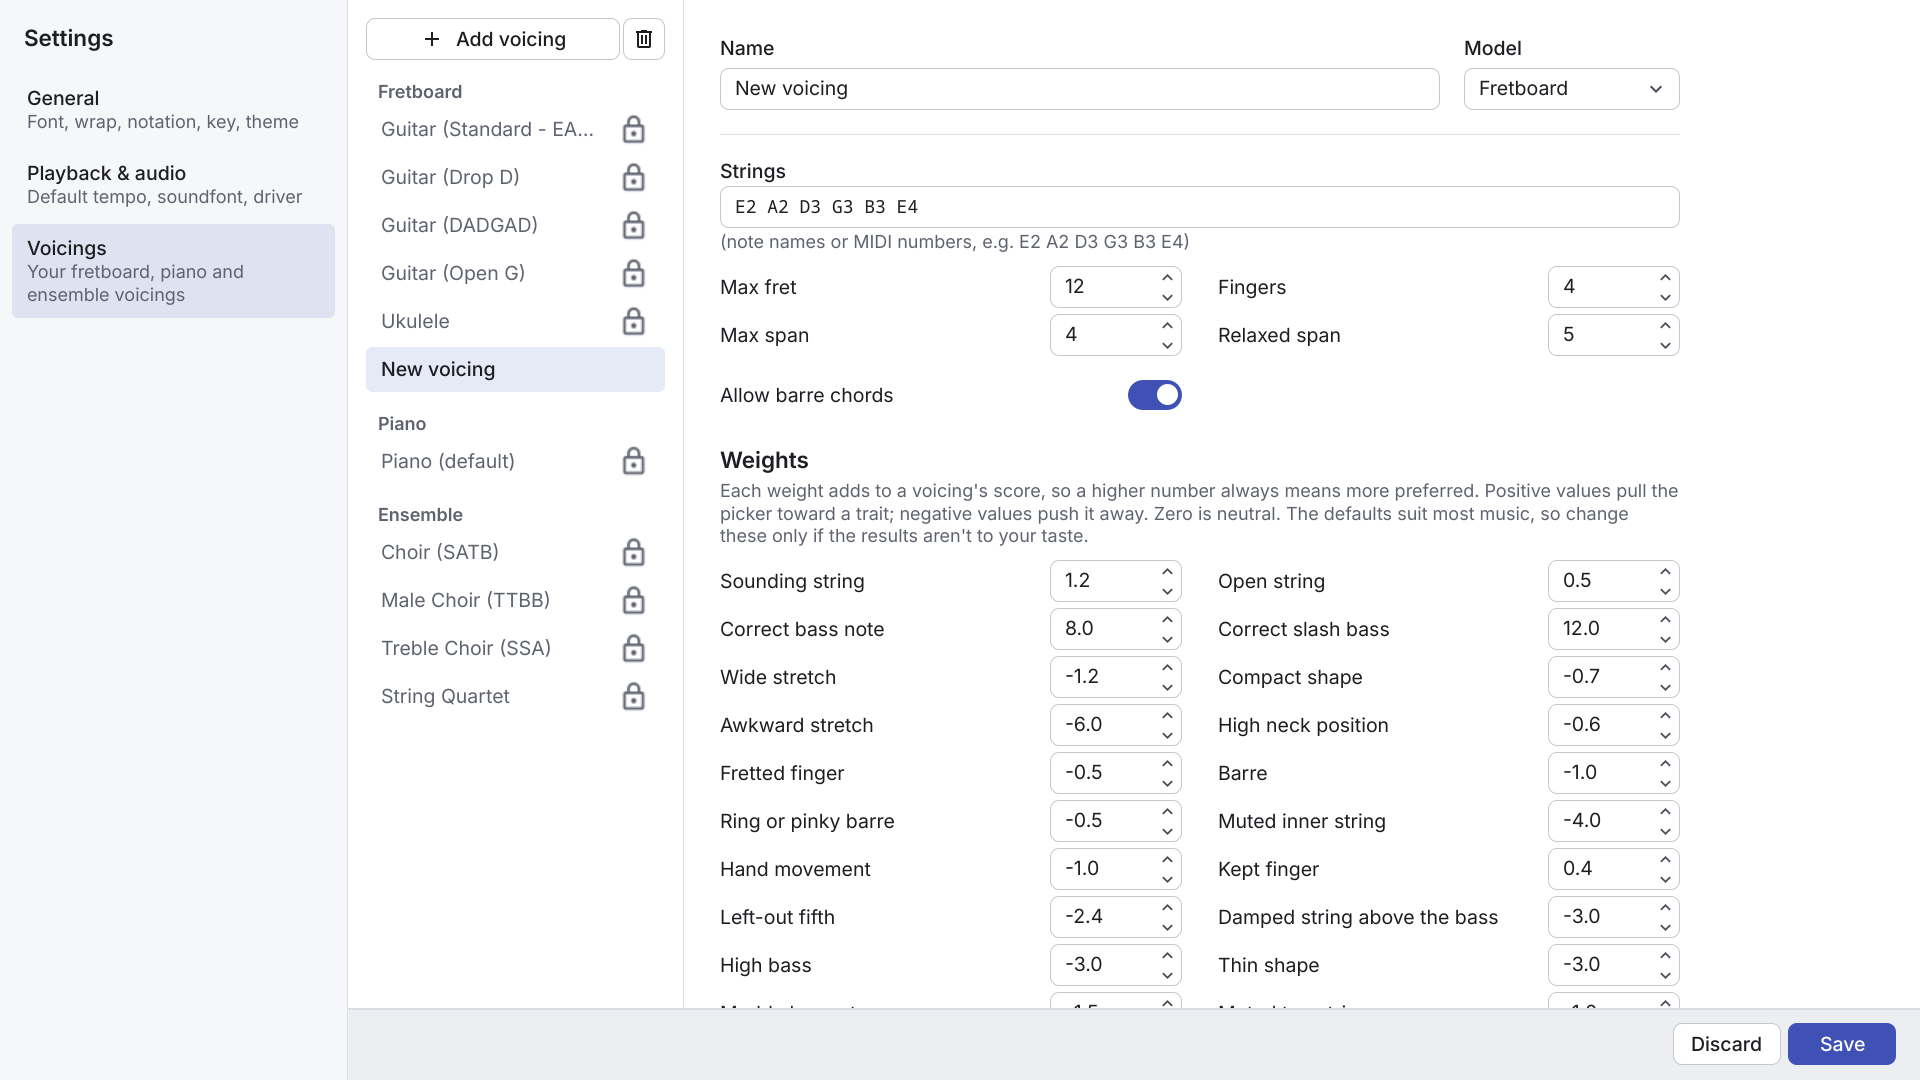 Settings
General
Font, wrap, notation, key, theme
Playback & audio
Default tempo, soundfont, driver
Voicings
Your fretboard, piano and
ensemble voicings
Add voicing
Fretboard
Guitar (Standard - EA...
Guitar (Drop D)
Guitar (DADGAD)
Guitar (Open G)
Ukulele
New voicing
Piano
Piano (default)
Ensemble
Choir (SATB)
Male Choir (TTBB)
Treble Choir (SSA)
String Quartet
Name Model
New voicing Fretboard
Strings
E2 A2 D3 G3 B3 E4
(note names or MIDI numbers, e.g. E2 A2 D3 G3 B3 E4)
Max fret 12 Fingers 4
Max span 4 Relaxed span 5
Allow barre chords
Weights
Each weight adds to a voicing's score, so a higher number always means more preferred. Positive values pull the
picker toward a trait; negative values push it away. Zero is neutral. The defaults suit most music, so change
these only if the results aren't to your taste.
Sounding string 1.2 Open string 0.5
Correct bass note 8.0 Correct slash bass 12.0
Wide stretch -1.2 Compact shape -0.7
Awkward stretch -6.0 High neck position -0.6
Fretted finger -0.5 Barre -1.0
Ring or pinky barre -0.5 Muted inner string -4.0
Hand movement -1.0 Kept finger 0.4
Left-out fifth -2.4 Damped string above the bass -3.0
High bass -3.0 Thin shape -3.0
Discard Save